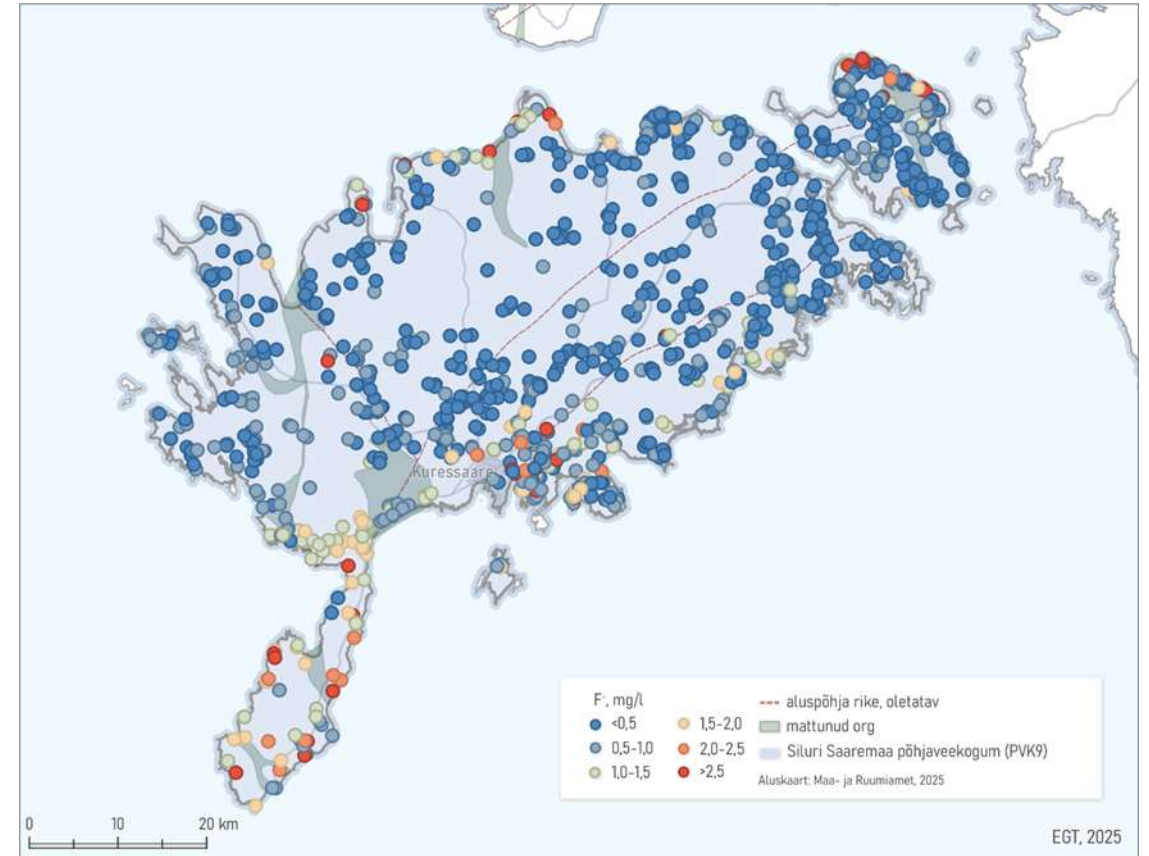 Kuressaare
F⁻, mg/l
<0,5
0,5-1,0
1,0-1,5
1,5-2,0
2,0-2,5
>2,5
aluspõhja rike, oletatav
mattunud org
Siluri Saaremaa põhjaveekogum (PVK9)
Aluskaart: Maa- ja Ruumiamet, 2025
0 10 20 km
EGT, 2025